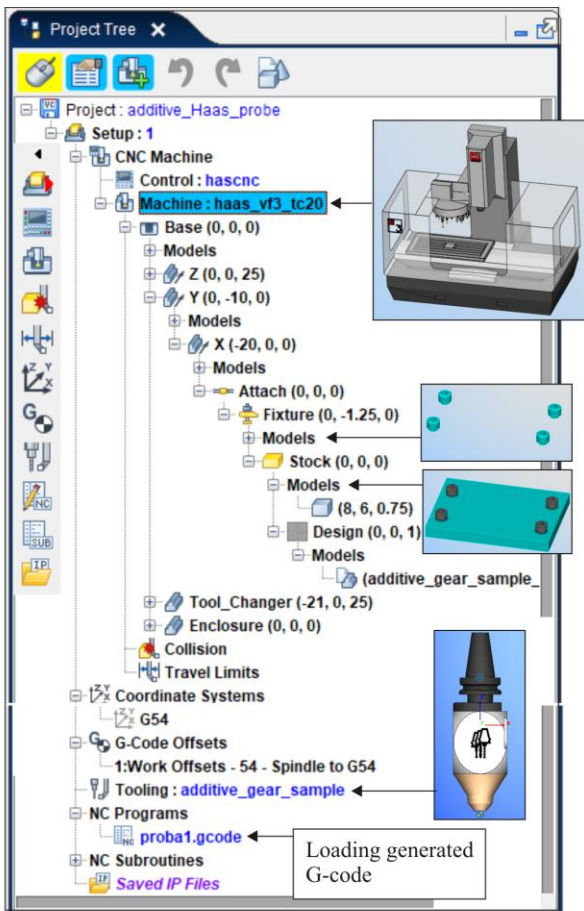 Project Tree
Project : additive_Haas_probe
Setup : 1
CNC Machine
Control : hascnc
Machine : haas_vf3_tc20
Base (0, 0, 0)
Models
Z (0, 0, 25)
Y (0, -10, 0)
Models
X (-20, 0, 0)
Models
Attach (0, 0, 0)
Fixture (0, -1.25, 0)
Models
Stock (0, 0, 0)
Models
(8, 6, 0.75)
Design (0, 0, 1)
Models
(additive_gear_sample_
Tool_Changer (-21, 0, 25)
Enclosure (0, 0, 0)
Collision
Travel Limits
Coordinate Systems
G54
G-Code Offsets
1:Work Offsets - 54 - Spindle to G54
Tooling : additive_gear_sample
NC Programs
proba1.gcode
NC Subroutines
Saved IP Files
Loading generated
G-code